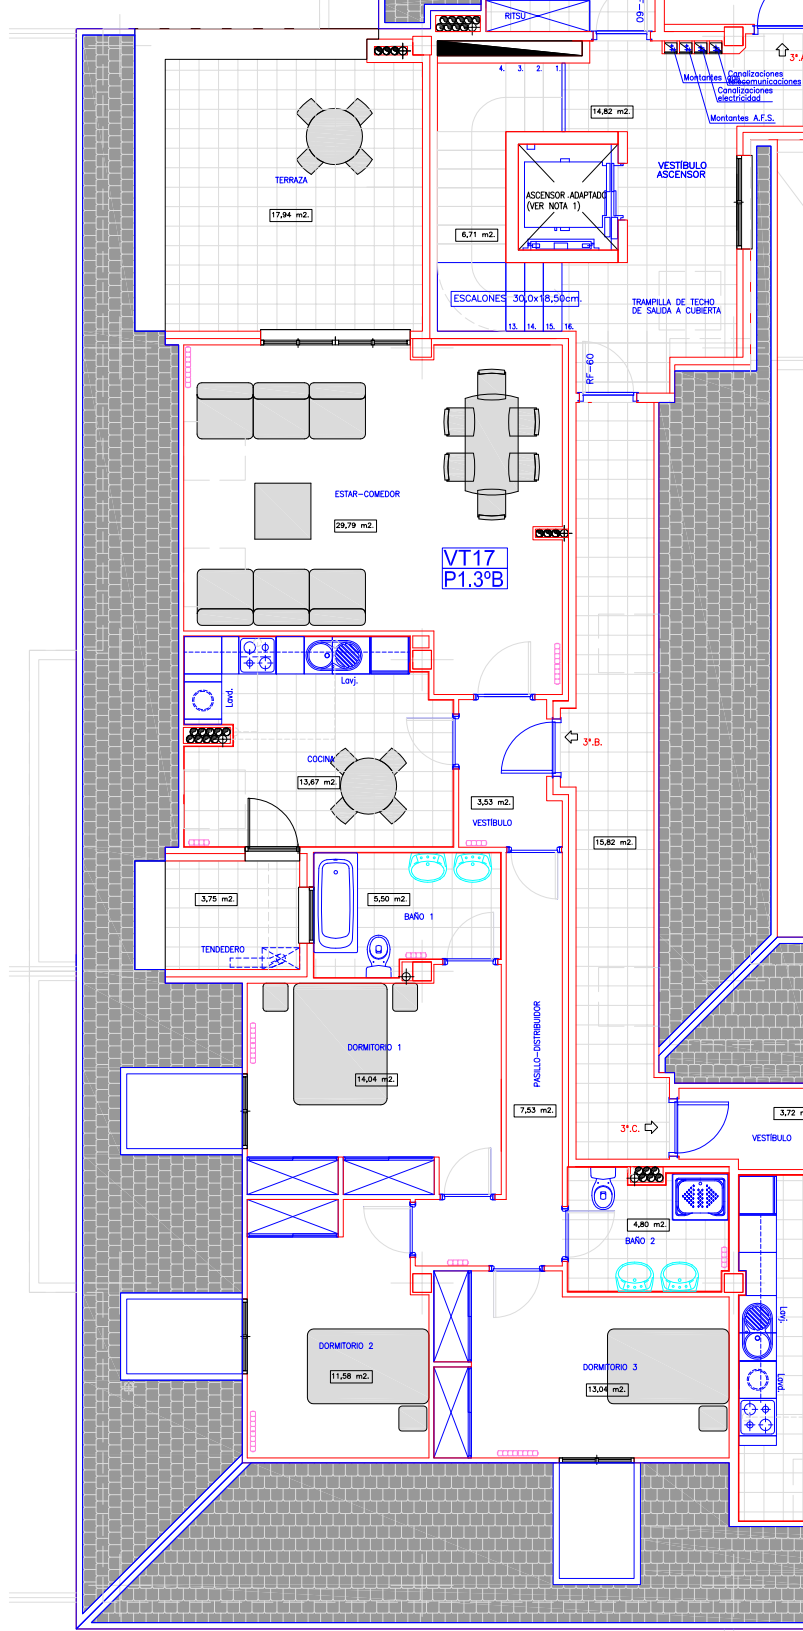 RITSU
4. 3. 2. 1.
3ª.A
Montantes
Canalizaciones
telecomunicaciones
Canalizaciones
electricidad
Montantes A.F.S.
14,82 m2.
VESTÍBULO
ASCENSOR
TERRAZA
17,94 m2.
ASCENSOR ADAPTADO
(VER NOTA 1)
6,71 m2.
ESCALONES 30,0x18,50cm.
TRAMPILLA DE TECHO
DE SALIDA A CUBIERTA
13. 14. 15. 16.
RF-60
ESTAR-COMEDOR
29,79 m2.
VT17
P1.3ºB
Lavj.
Lavd.
3ª.B.
COCINA
13,67 m2.
3,53 m2.
VESTÍBULO
15,82 m2.
3,75 m2.
5,50 m2.
BAÑO 1
TENDEDERO
PASILLO-DISTRIBUIDOR
DORMITORIO 1
14,04 m2.
7,53 m2.
3ª.C.
3,72 m
VESTÍBULO
4,80 m2.
BAÑO 2
Lavj.
DORMITORIO 2
11,58 m2.
DORMITORIO 3
13,04 m2.
Lavd.